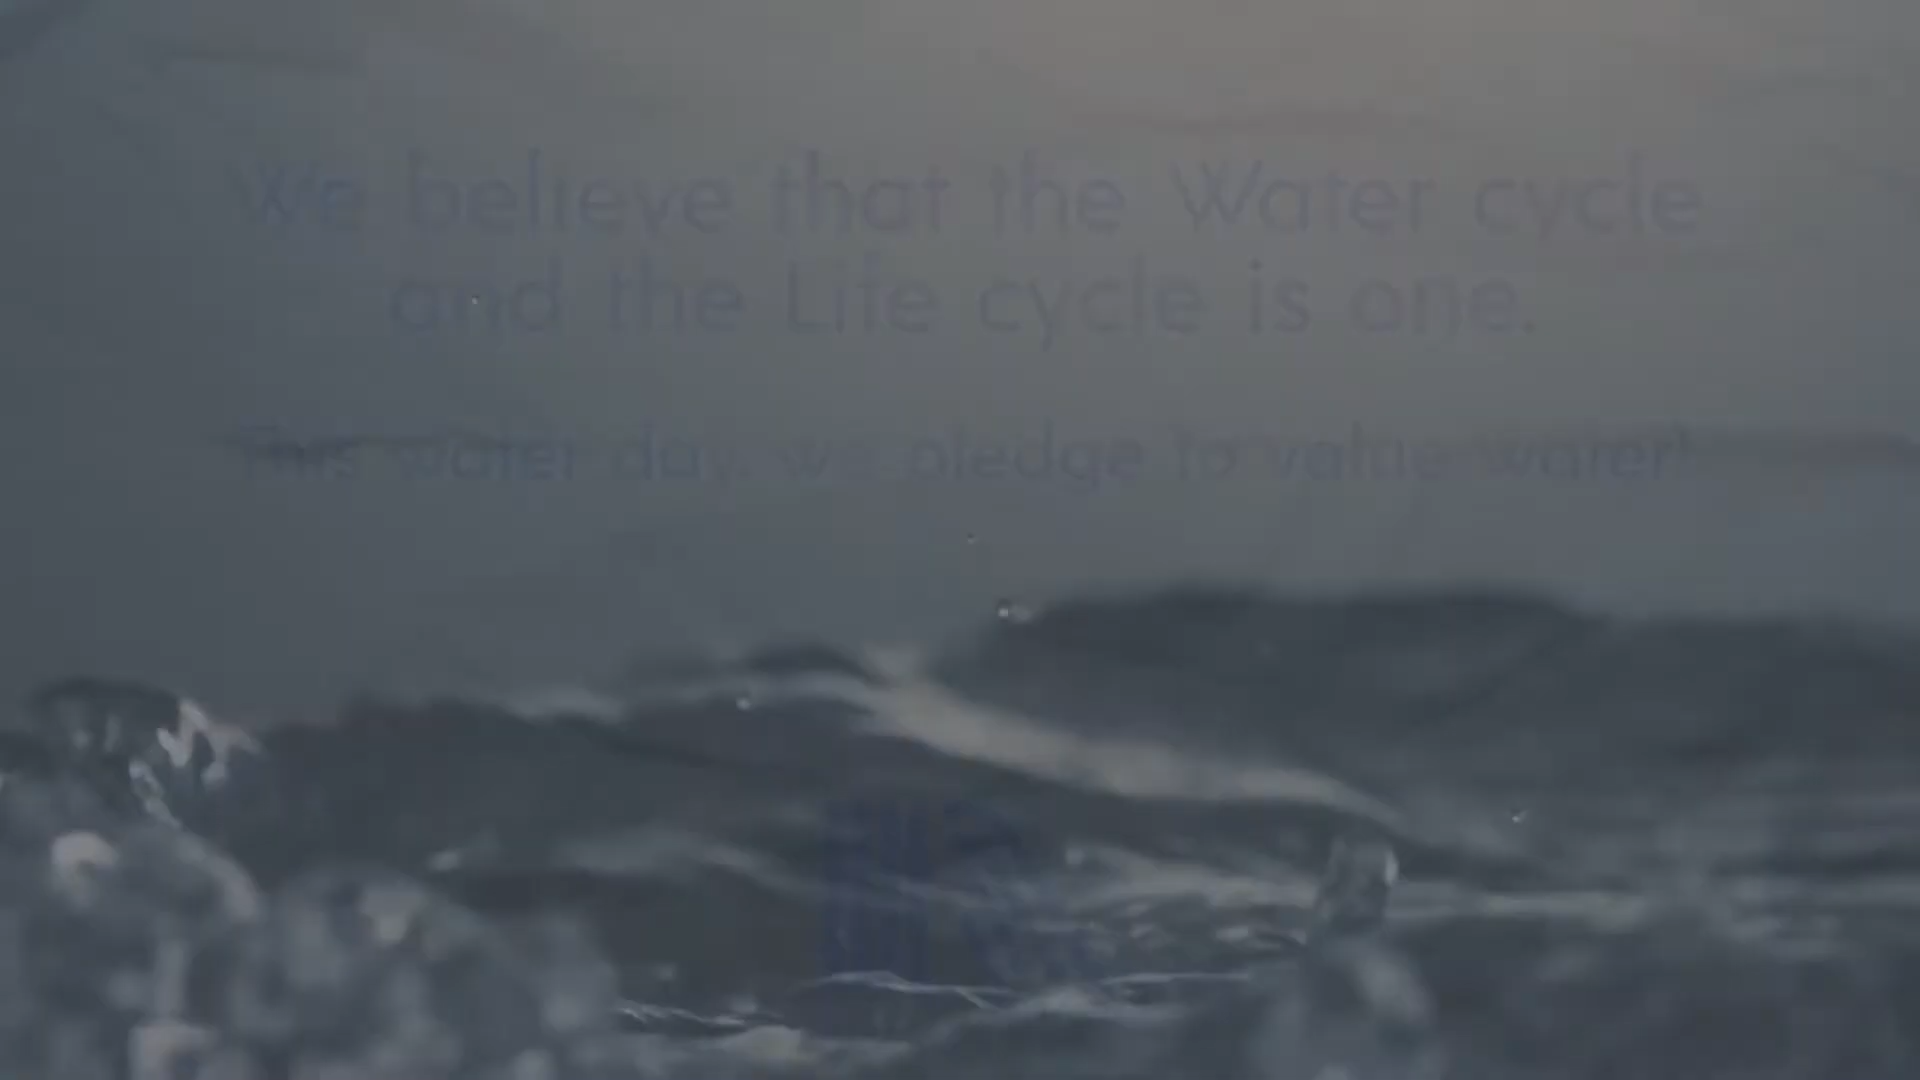 We believe that the Water cycle
and the Life cycle is one.
This water day, we pledge to value water"